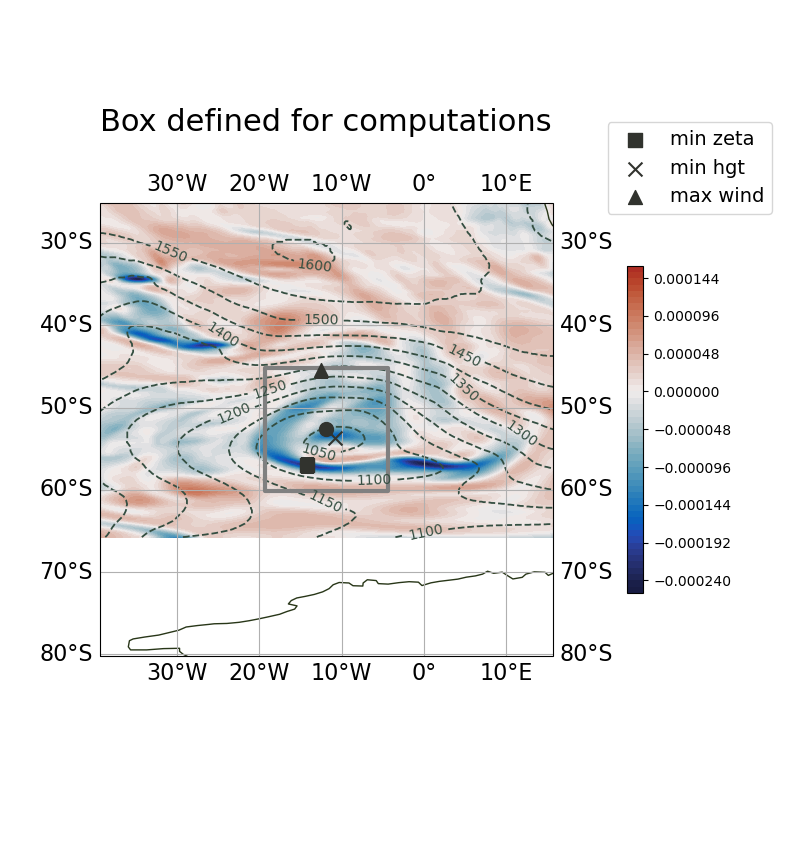 Box defined for computations
min zeta
min hgt
max wind
30°W 20°W 10°W 0° 10°E
30°S 30°S
40°S 40°S
50°S 50°S
60°S 60°S
70°S 70°S
80°S 80°S
30°W 20°W 10°W 0° 10°E
1550
1600
1500
1400
1450
1350
1250
1200
1300
1050
1100
1150
1100
0.000144
0.000096
0.000048
0.000000
−0.000048
−0.000096
−0.000144
−0.000192
−0.000240